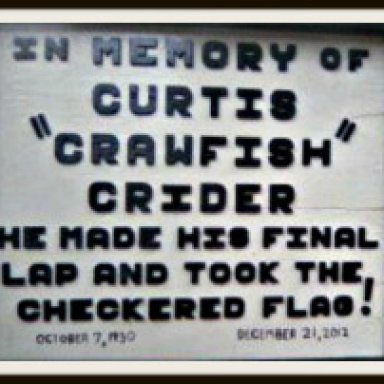 IN MEMORY OF
CURTIS
"CRAWFISH"
CRIDER
HE MADE HIS FINAL
LAP AND TOOK THE
CHECKERED FLAG!
OCTOBER 7, 1930 DECEMBER 21, 2012